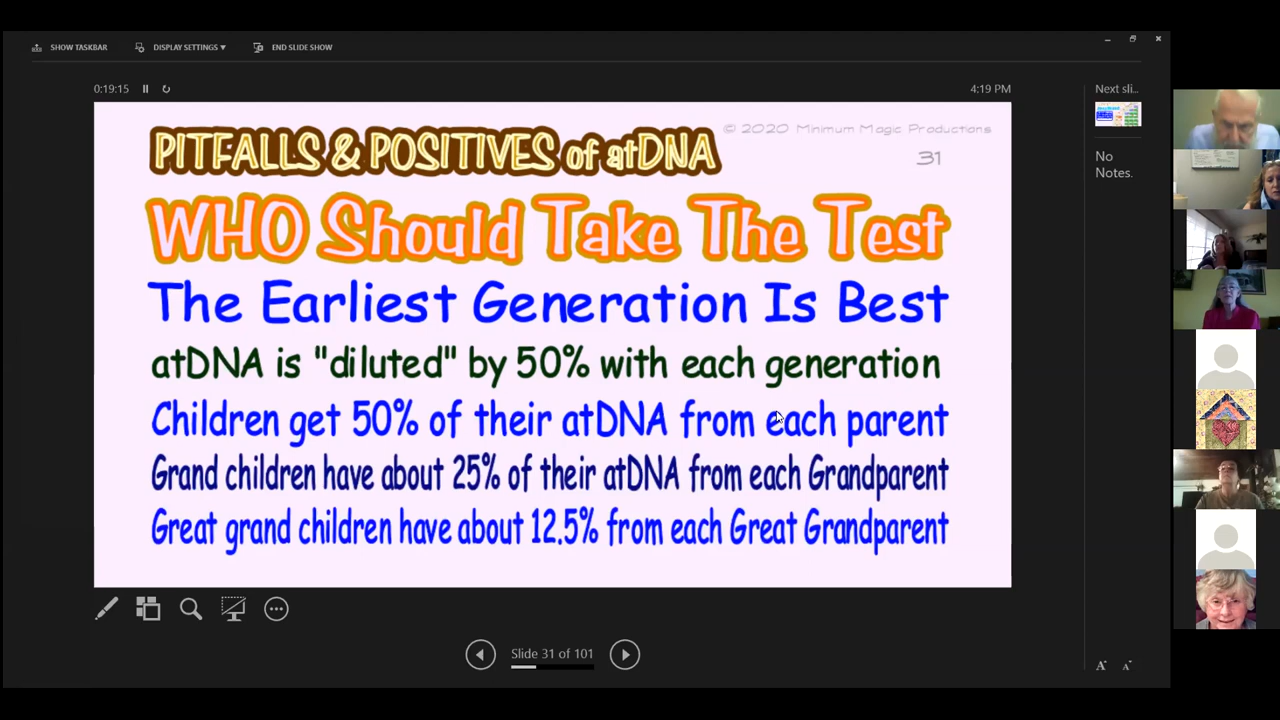 SHOW TASKBAR DISPLAY SETTINGS ▼ END SLIDE SHOW
0:19:15 4:19 PM
© 2020 Minimum Magic Productions
31
PITFALLS & POSITIVES of atDNA
WHO Should Take The Test
The Earliest Generation Is Best
atDNA is "diluted" by 50% with each generation
Children get 50% of their atDNA from each parent
Grand children have about 25% of their atDNA from each Grandparent
Great grand children have about 12.5% from each Great Grandparent
Slide 31 of 101
Next sli...
No
Notes.
A A